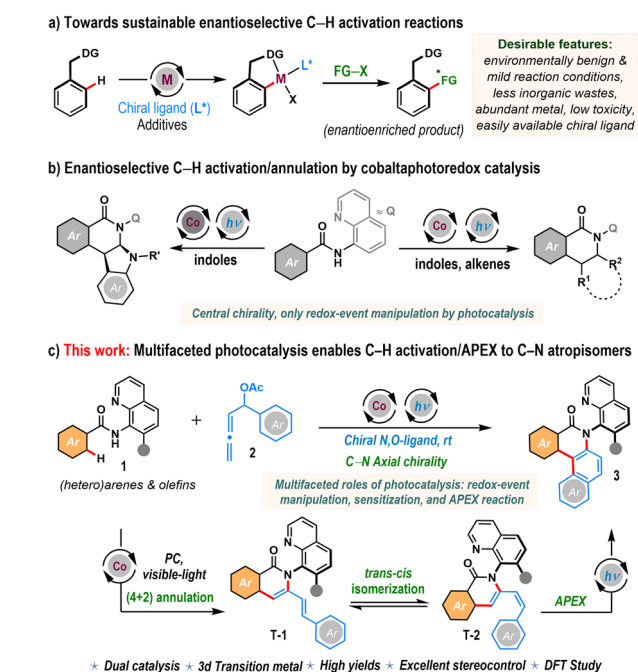 a) Towards sustainable enantioselective C–H activation reactions
DG
H
M
Chiral ligand (L*)
Additives
DG
L*
M
X
FG–X
DG
*
FG
(enantioenriched product)
Desirable features:
environmentally benign &
mild reaction conditions,
less inorganic wastes,
abundant metal, low toxicity,
easily available chiral ligand
b) Enantioselective C–H activation/annulation by cobaltaphotoredox catalysis
O
N
Q
Ar
N
R'
Ar
Co
hν
indoles
N
≈ Q
O
N
H
Ar
Co
hν
indoles, alkenes
O
N
Q
Ar
R1
R2
Central chirality, only redox-event manipulation by photocatalysis
c) This work: Multifaceted photocatalysis enables C–H activation/APEX to C–N atropisomers
N
O
N
H
Ar
H
1
(hetero)arenes & olefins
+
OAc
Ar
2
Co
hν
Chiral N,O-ligand, rt
C–N Axial chirality
Multifaceted roles of photocatalysis: redox-event
manipulation, sensitization, and APEX reaction
N
O
N
Ar
Ar
3
Co
PC,
visible-light
(4+2) annulation
N
O
N
Ar
Ar
T-1
trans-cis
isomerization
N
O
N
Ar
Ar
T-2
APEX
hν
☆ Dual catalysis ☆ 3d Transition metal ☆ High yields ☆ Excellent stereocontrol ☆ DFT Study